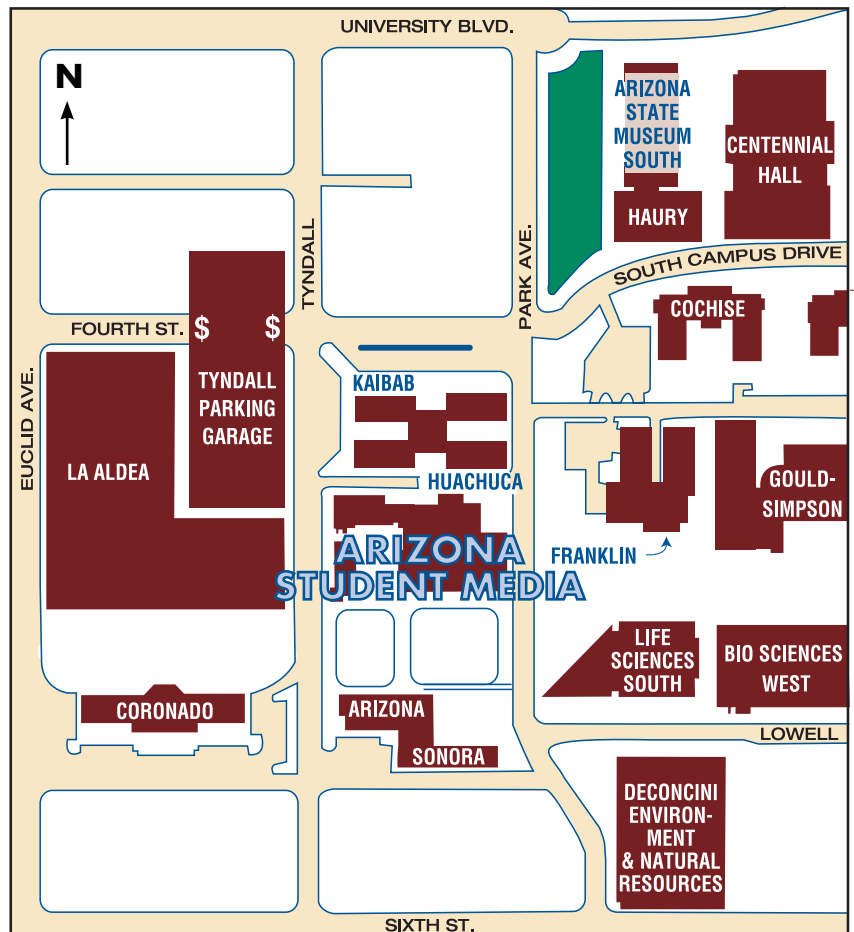 UNIVERSITY BLVD.
N
ARIZONA
STATE
MUSEUM
SOUTH
CENTENNIAL
HALL
HAURY
TYNDALL
PARK AVE.
SOUTH CAMPUS DRIVE
COCHISE
FOURTH ST.
$ $
EUCLID AVE.
TYNDALL
PARKING
GARAGE
KAIBAB
LA ALDEA
HUACHUCA
GOULD-
SIMPSON
ARIZONA
STUDENT MEDIA
FRANKLIN
LIFE
SCIENCES
SOUTH
BIO SCIENCES
WEST
CORONADO
ARIZONA
SONORA
LOWELL
DECONCINI
ENVIRON-
MENT
& NATURAL
RESOURCES
SIXTH ST.